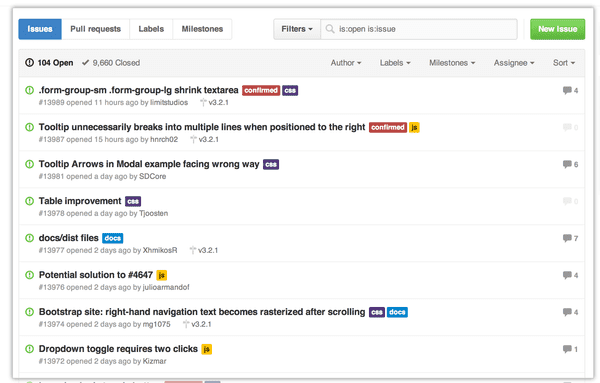 Issues Pull requests Labels Milestones Filters is:open is:issue New Issue
104 Open 9,660 Closed Author Labels Milestones Assignee Sort
.form-group-sm .form-group-lg shrink textarea confirmed css 4
#13989 opened 11 hours ago by limitstudios v3.2.1
Tooltip unnecessarily breaks into multiple lines when positioned to the right confirmed js 0
#13987 opened 15 hours ago by hnrch02 v3.2.1
Tooltip Arrows in Modal example facing wrong way css 6
#13981 opened a day ago by SDCore
Table improvement css 0
#13978 opened a day ago by Tjoosten
docs/dist files docs 7
#13977 opened 2 days ago by XhmikosR v3.2.1
Potential solution to #4647 js 4
#13976 opened 2 days ago by julioarmandof
Bootstrap site: right-hand navigation text becomes rasterized after scrolling css docs 4
#13974 opened 2 days ago by mg1075 v3.2.1
Dropdown toggle requires two clicks js 1
#13972 opened 2 days ago by Kizmar